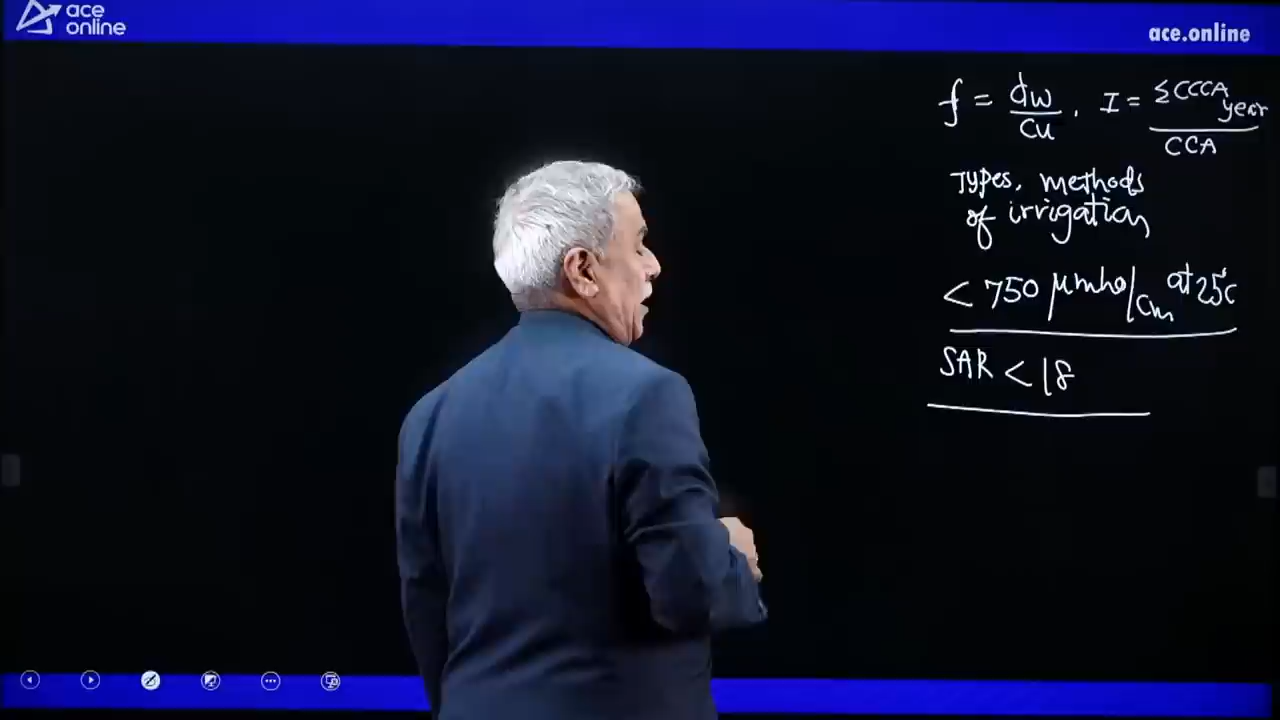 ace
online
ace.online
f = dw/cu, I = ΣCCCA year/CCA
Types, methods
of irrigation
< 750 μmho/cm at 25°c
SAR < 18